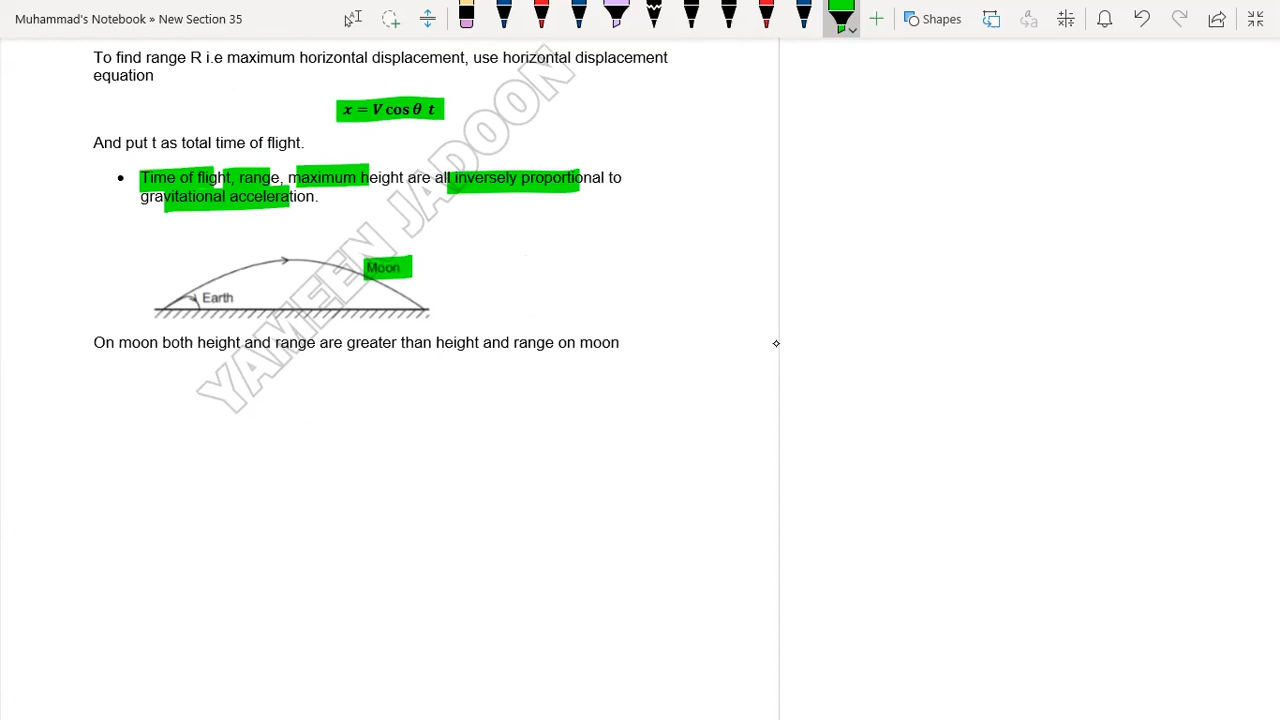 Muhammad's Notebook » New Section 35
Shapes
To find range R i.e maximum horizontal displacement, use horizontal displacement
equation
x = V cos θ t
And put t as total time of flight.
• Time of flight, range, maximum height are all inversely proportional to
gravitational acceleration.
Moon
Earth
On moon both height and range are greater than height and range on moon
YAMEEN JADOON